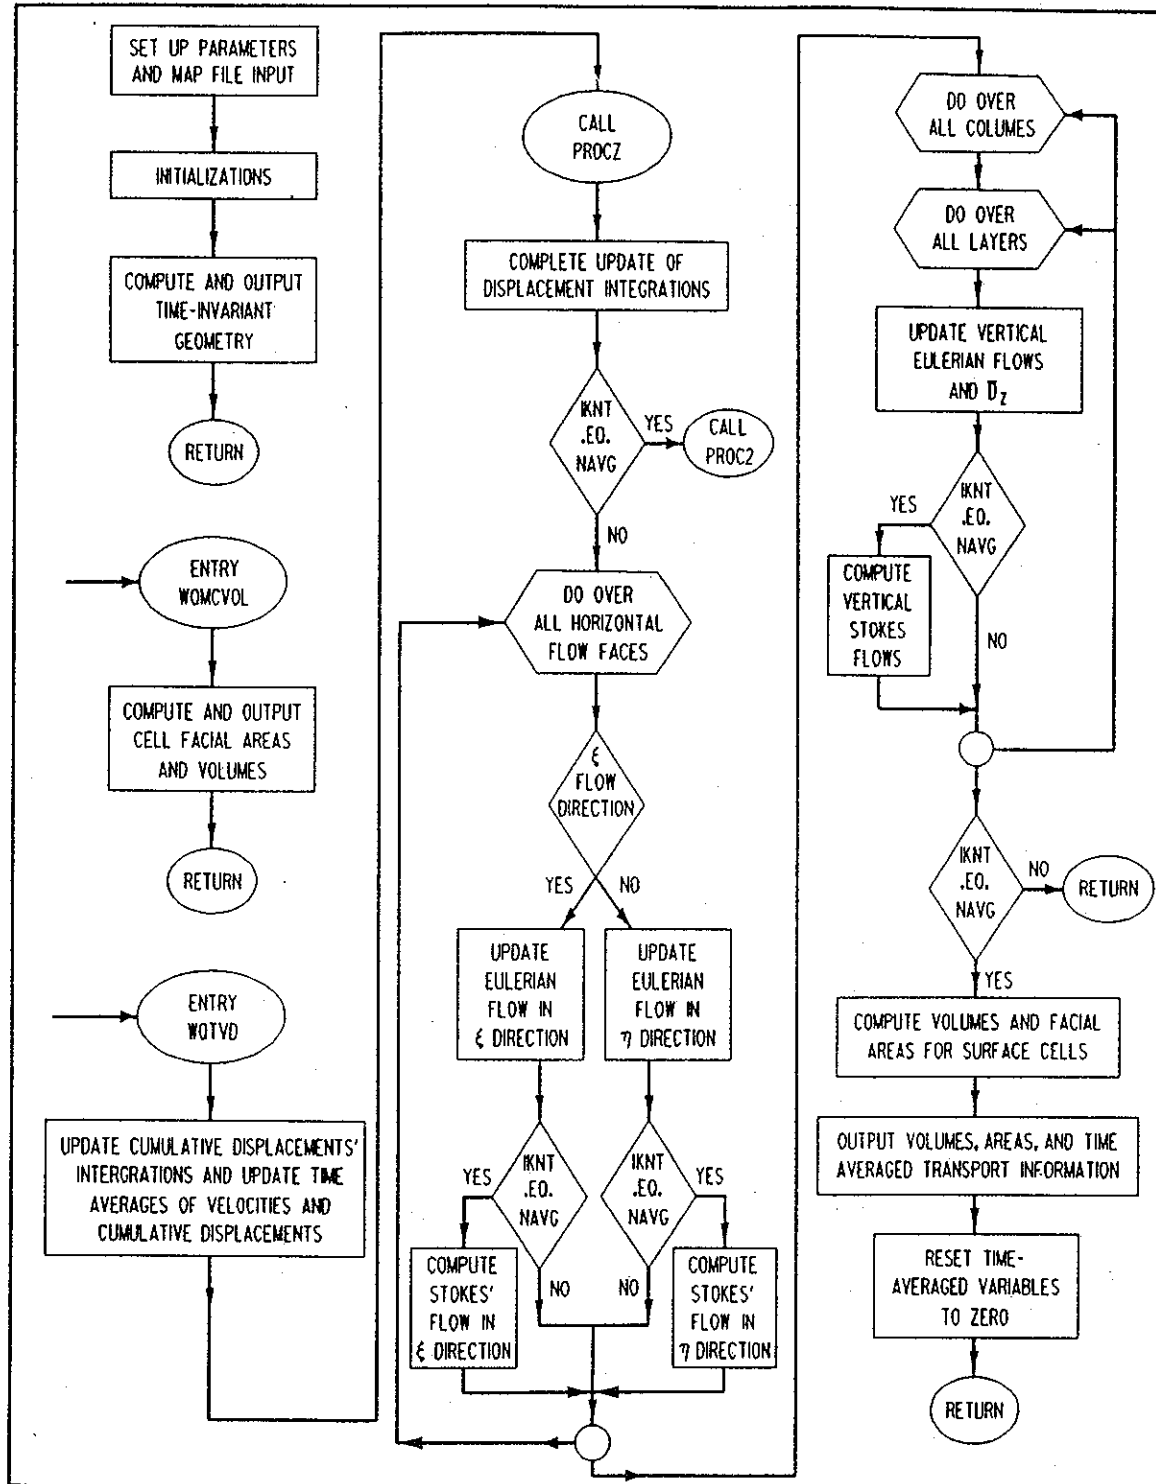 SET UP PARAMETERS
AND MAP FILE INPUT
INITIALIZATIONS
COMPUTE AND OUTPUT
TIME-INVARIANT
GEOMETRY
RETURN
ENTRY
WQMCVOL
COMPUTE AND OUTPUT
CELL FACIAL AREAS
AND VOLUMES
RETURN
ENTRY
WQTVD
UPDATE CUMULATIVE DISPLACEMENTS'
INTERGRATIONS AND UPDATE TIME
AVERAGES OF VELOCITIES AND
CUMULATIVE DISPLACEMENTS
CALL
PROCZ
COMPLETE UPDATE OF
DISPLACEMENT INTEGRATIONS
IKNT
.EQ.
NAVG
YES
CALL
PROC2
NO
DO OVER
ALL HORIZONTAL
FLOW FACES
ξ
FLOW
DIRECTION
YES
NO
UPDATE
EULERIAN
FLOW IN
ξ DIRECTION
UPDATE
EULERIAN
FLOW IN
η DIRECTION
YES
IKNT
.EQ.
NAVG
IKNT
.EQ.
NAVG
YES
COMPUTE
STOKES'
FLOW IN
ξ DIRECTION
NO
NO
COMPUTE
STOKES'
FLOW IN
η DIRECTION
DO OVER
ALL COLUMES
DO OVER
ALL LAYERS
UPDATE VERTICAL
EULERIAN FLOWS
AND D̄z
IKNT
.EQ.
NAVG
YES
COMPUTE
VERTICAL
STOKES
FLOWS
NO
IKNT
.EQ.
NAVG
NO
RETURN
YES
COMPUTE VOLUMES AND FACIAL
AREAS FOR SURFACE CELLS
OUTPUT VOLUMES, AREAS, AND TIME
AVERAGED TRANSPORT INFORMATION
RESET TIME-
AVERAGED VARIABLES
TO ZERO
RETURN